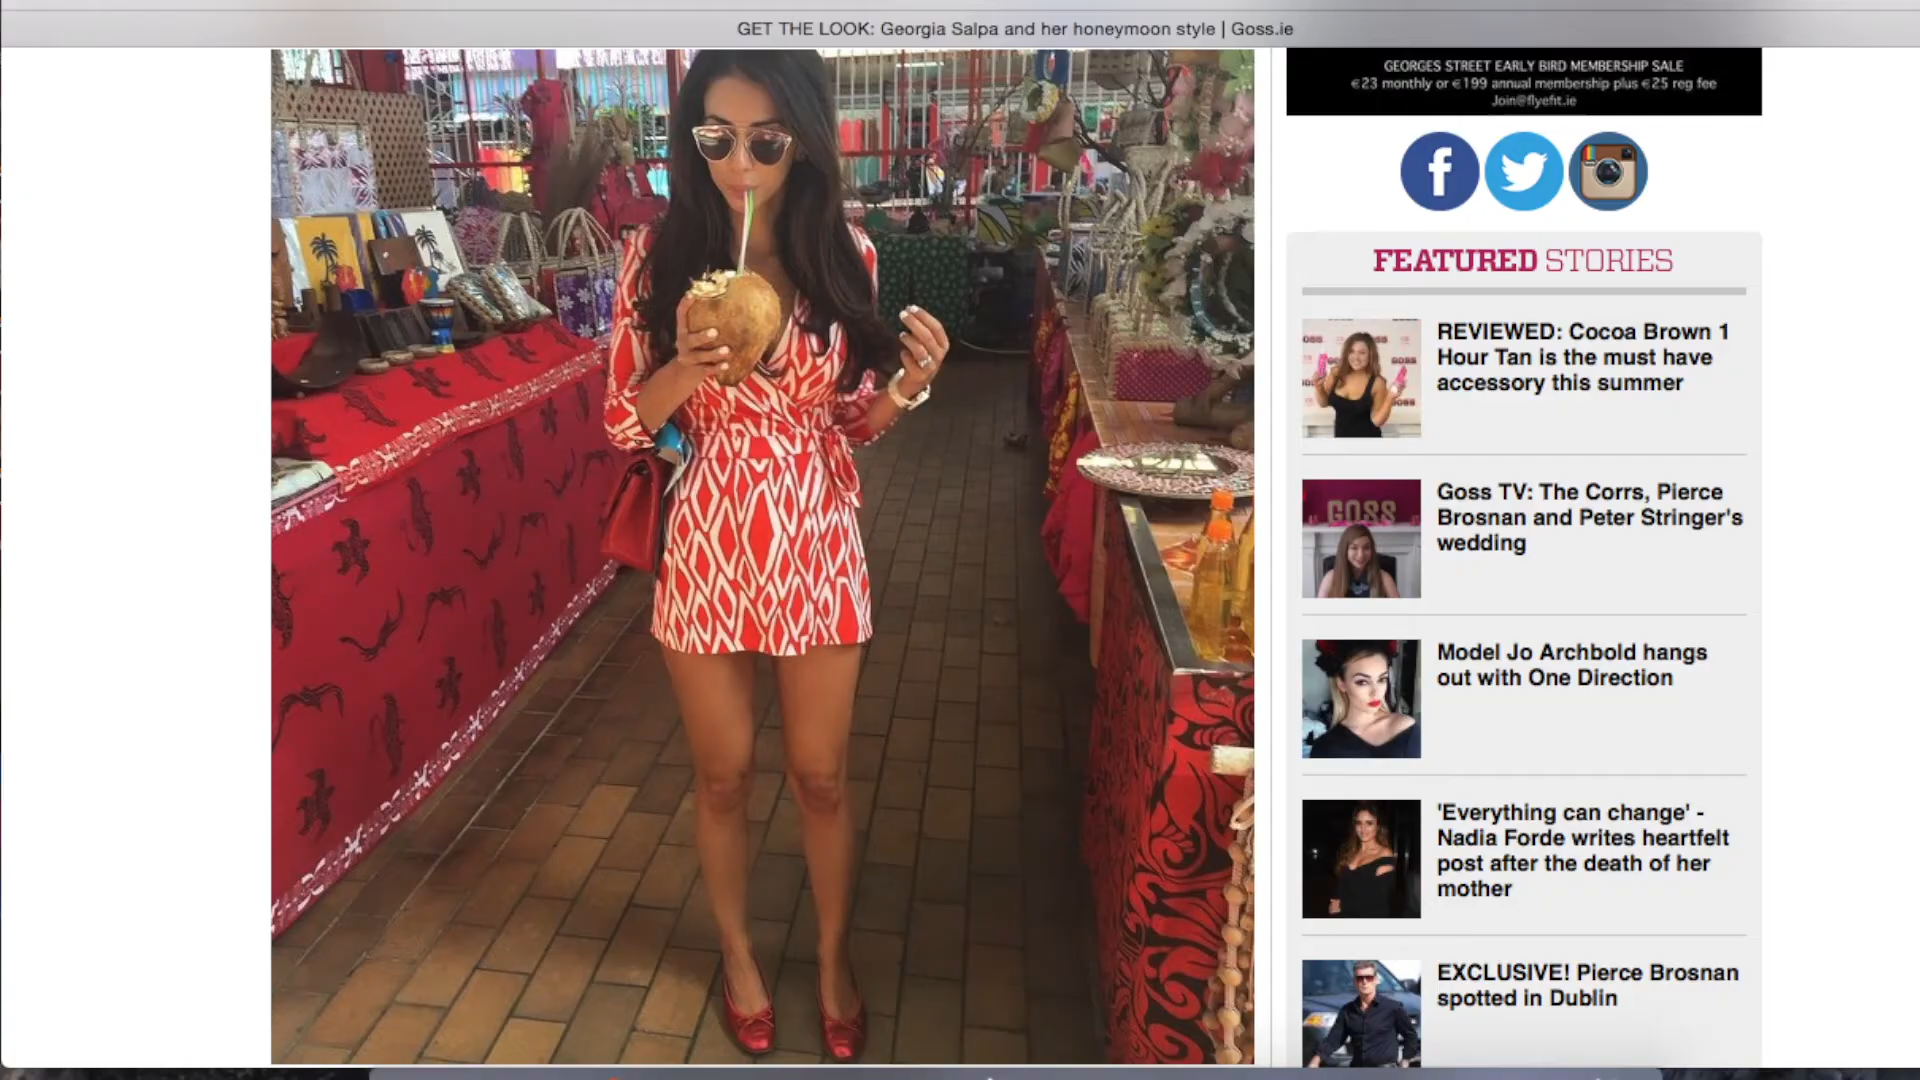 GET THE LOOK: Georgia Salpa and her honeymoon style | Goss.ie
GEORGES STREET EARLY BIRD MEMBERSHIP SALE
€23 monthly or €199 annual membership plus €25 reg fee
Join@flyefit.ie
FEATURED STORIES
REVIEWED: Cocoa Brown 1
Hour Tan is the must have
accessory this summer
GOSS
GOSS
GOSS
Goss TV: The Corrs, Pierce
Brosnan and Peter Stringer's
wedding
GOSS
Model Jo Archbold hangs
out with One Direction
'Everything can change' -
Nadia Forde writes heartfelt
post after the death of her
mother
EXCLUSIVE! Pierce Brosnan
spotted in Dublin